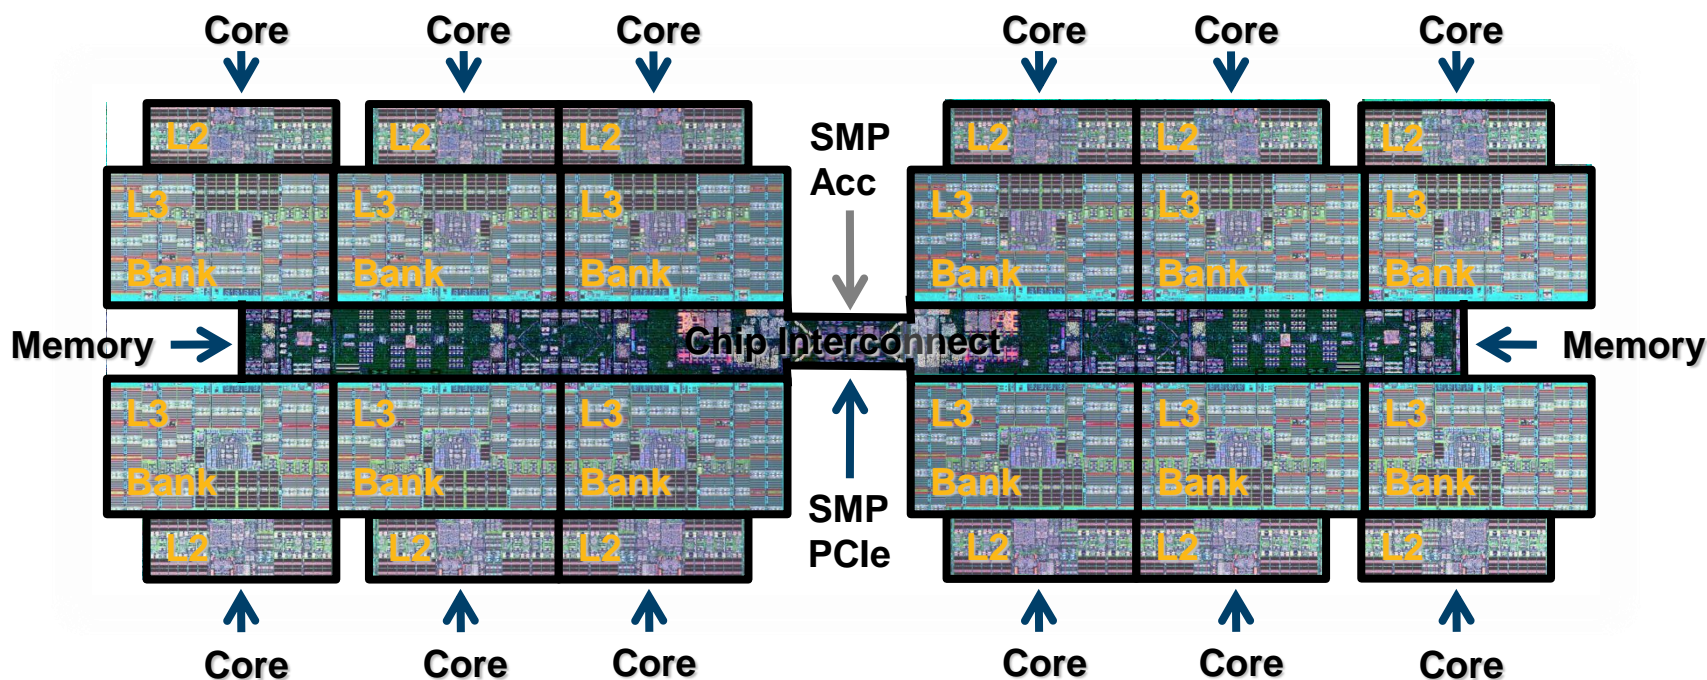 Core Core Core Core Core Core
L2 L2 L2 SMP L2 L2 L2
Acc
L3 L3 L3 L3 L3 L3
Bank Bank Bank Bank Bank Bank
Memory Chip Interconnect Memory
L3 L3 L3 L3 L3 L3
Bank Bank Bank Bank Bank Bank
SMP
L2 L2 L2 PCIe L2 L2 L2
Core Core Core Core Core Core